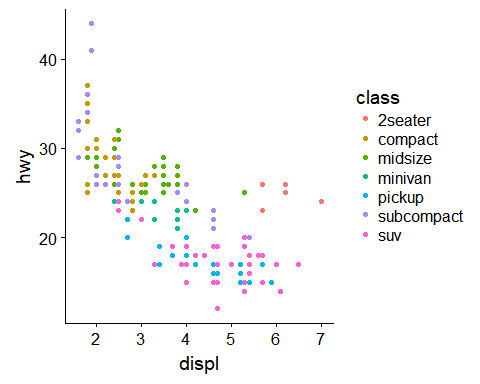 hwy
40
30
20
2 3 4 5 6 7
displ
class
2seater
compact
midsize
minivan
pickup
subcompact
suv